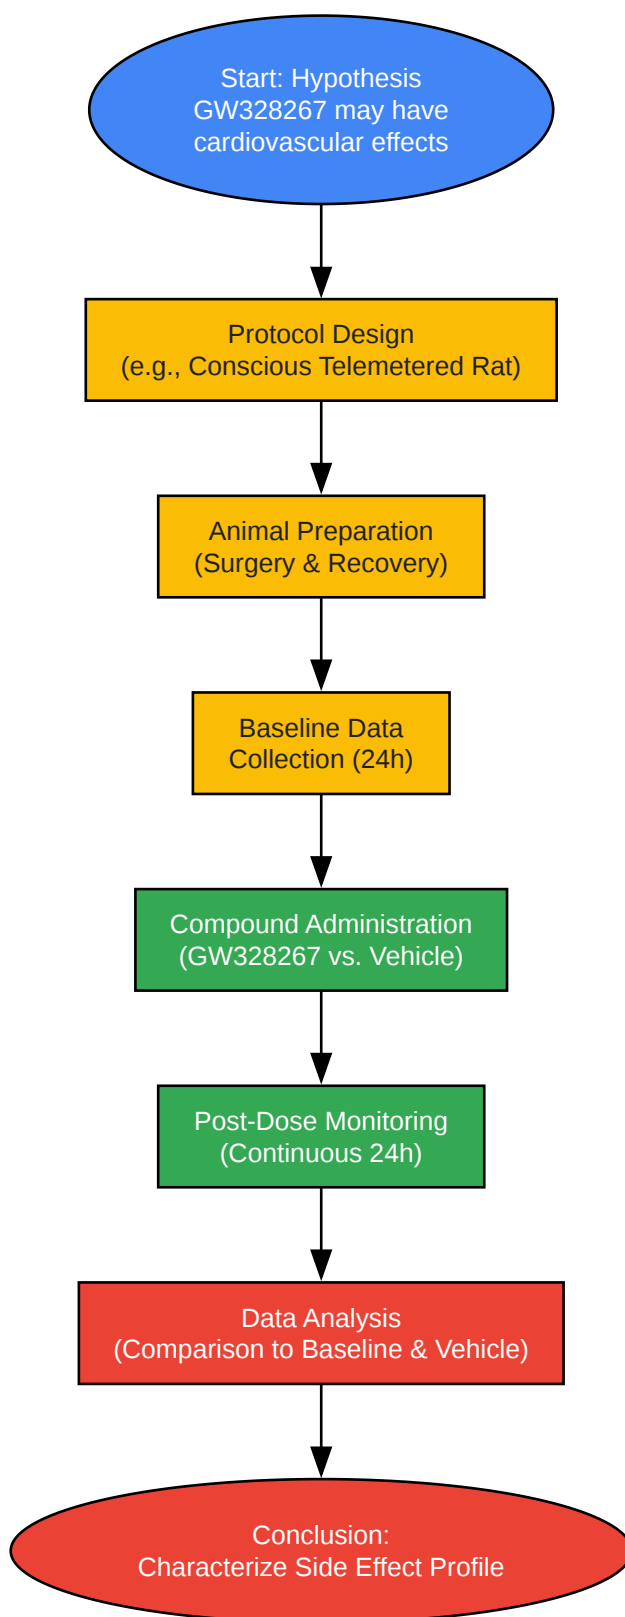 Start: Hypothesis
GW328267 may have
cardiovascular effects
Protocol Design
(e.g., Conscious Telemetered Rat)
Animal Preparation
(Surgery & Recovery)
Baseline Data
Collection (24h)
Compound Administration
(GW328267 vs. Vehicle)
Post-Dose Monitoring
(Continuous 24h)
Data Analysis
(Comparison to Baseline & Vehicle)
Conclusion:
Characterize Side Effect Profile